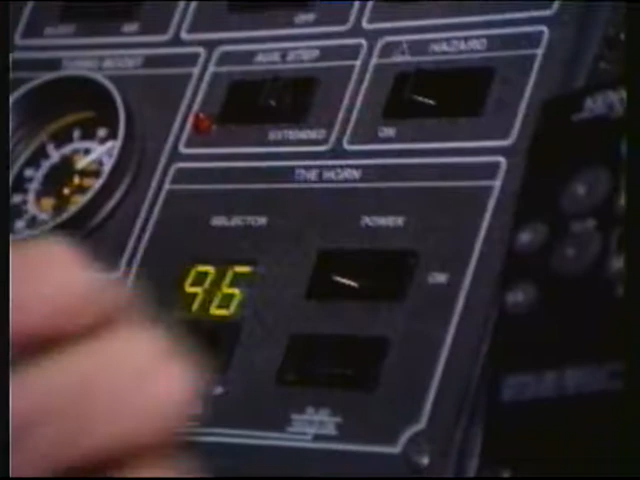 OFF
TURBO BOOST
AUX. STEP
EXTENDED
HAZARD
ON
THE HORN
SELECTOR
POWER
96
ON